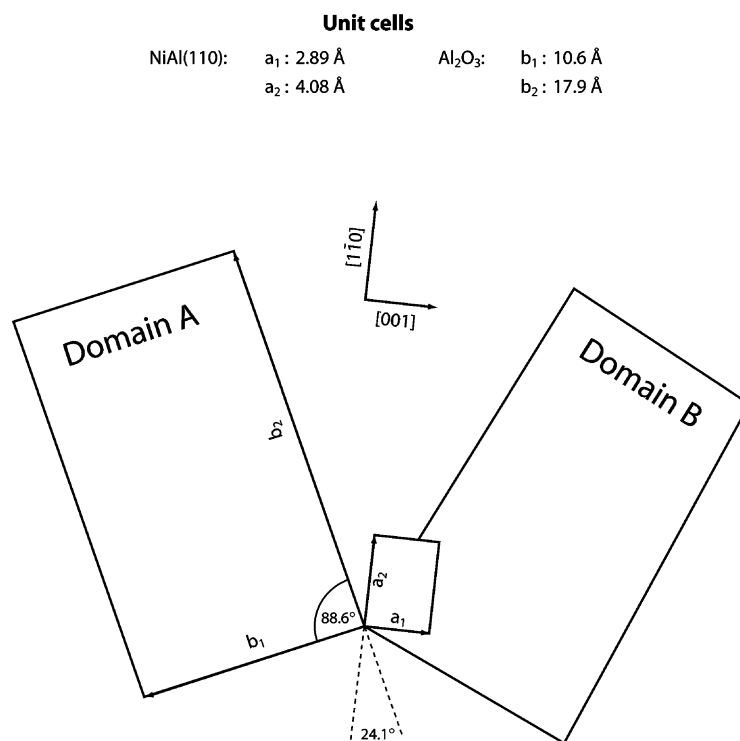 Unit cells
NiAl(110): a₁ : 2.89 Å Al₂O₃: b₁ : 10.6 Å
a₂ : 4.08 Å b₂ : 17.9 Å
[11̅0]
[001]
Domain A
Domain B
b₂
a₂
a₁
88.6°
b₁
24.1°